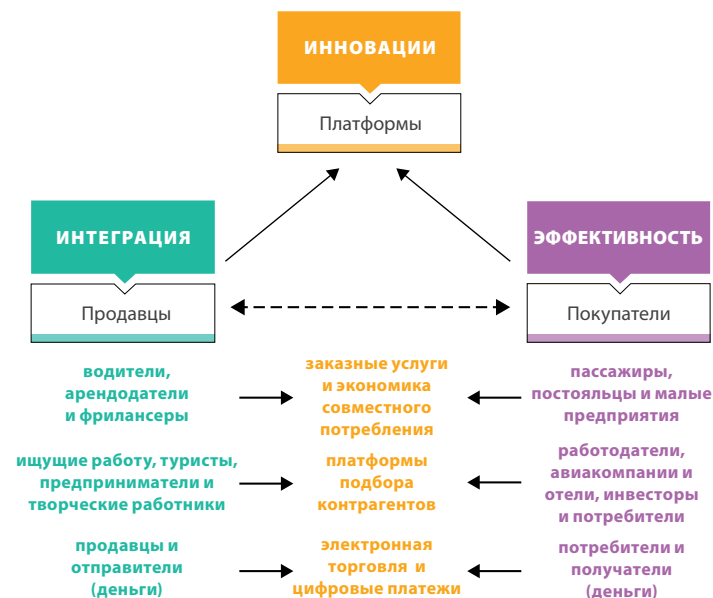 ИННОВАЦИИ
Платформы
ИНТЕГРАЦИЯ
Продавцы
ЭФФЕКТИВНОСТЬ
Покупатели
водители,
арендодатели
и фрилансеры
заказные услуги
и экономика
совместного
потребления
пассажиры,
постояльцы и малые
предприятия
ищущие работу, туристы,
предприниматели и
творческие работники
платформы
подбора
контрагентов
работодатели,
авиакомпании и
отели, инвесторы
и потребители
продавцы и
отправители
(деньги)
электронная
торговля и
цифровые платежи
потребители и
получатели
(деньги)